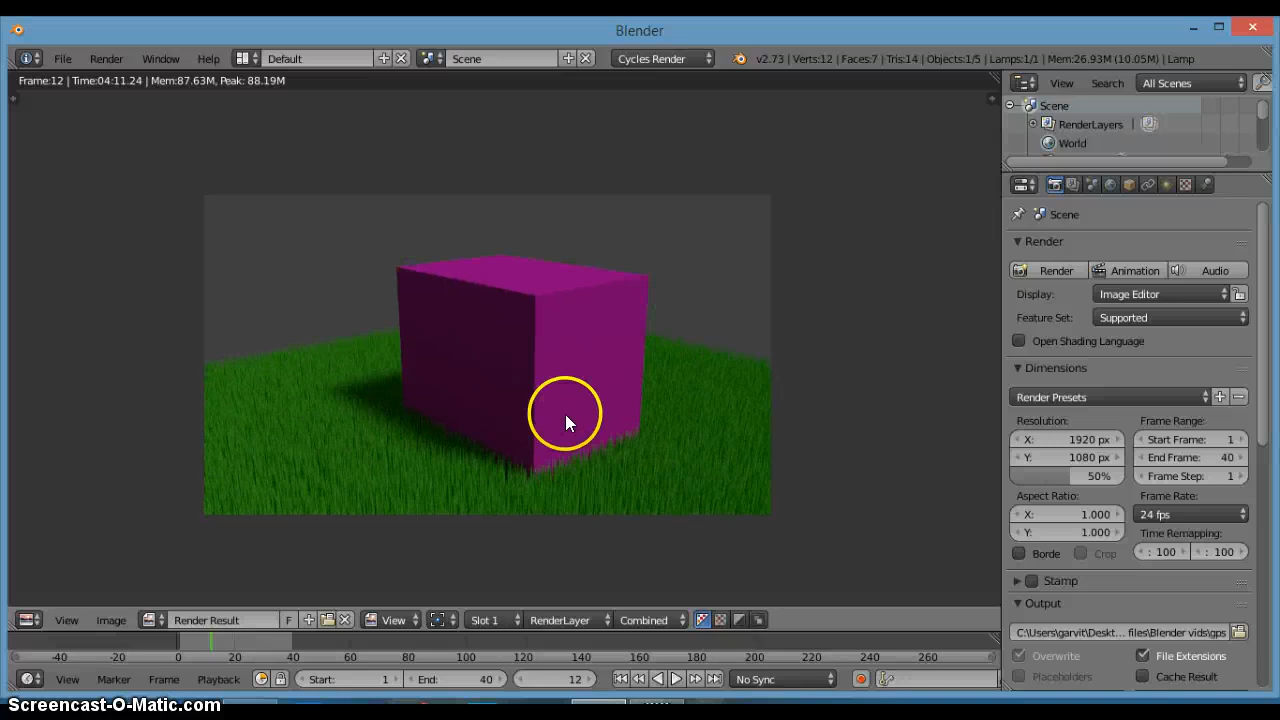 Blender
File Render Window Help Default Scene Cycles Render v2.73 | Verts:12 | Faces:7 | Tris:14 | Objects:1/5 | Lamps:1/1 | Mem:26.93M (10.05M) | Lamp
Frame:12 | Time:04:11.24 | Mem:87.63M, Peak: 88.19M
View Search All Scenes
Scene
RenderLayers
World
Scene
Render
Render Animation Audio
Display: Image Editor
Feature Set: Supported
Open Shading Language
Dimensions
Render Presets
Resolution: Frame Range:
X: 1920 px Start Frame: 1
Y: 1080 px End Frame: 40
50% Frame Step: 1
Aspect Ratio: Frame Rate:
X: 1.000 24 fps
Y: 1.000 Time Remapping:
Borde Crop : 100 : 100
Stamp
Output
C:\Users\garvit\Deskt... files\Blender vids\gps
Overwrite File Extensions
Placeholders Cache Result
View Image Render Result F View Slot 1 RenderLayer Combined
-40 -20 0 20 40 60 80 100 120 140 160 180 200 220 240 260
View Marker Frame Playback Start: 1 End: 40 12 No Sync
Screencast-O-Matic.com